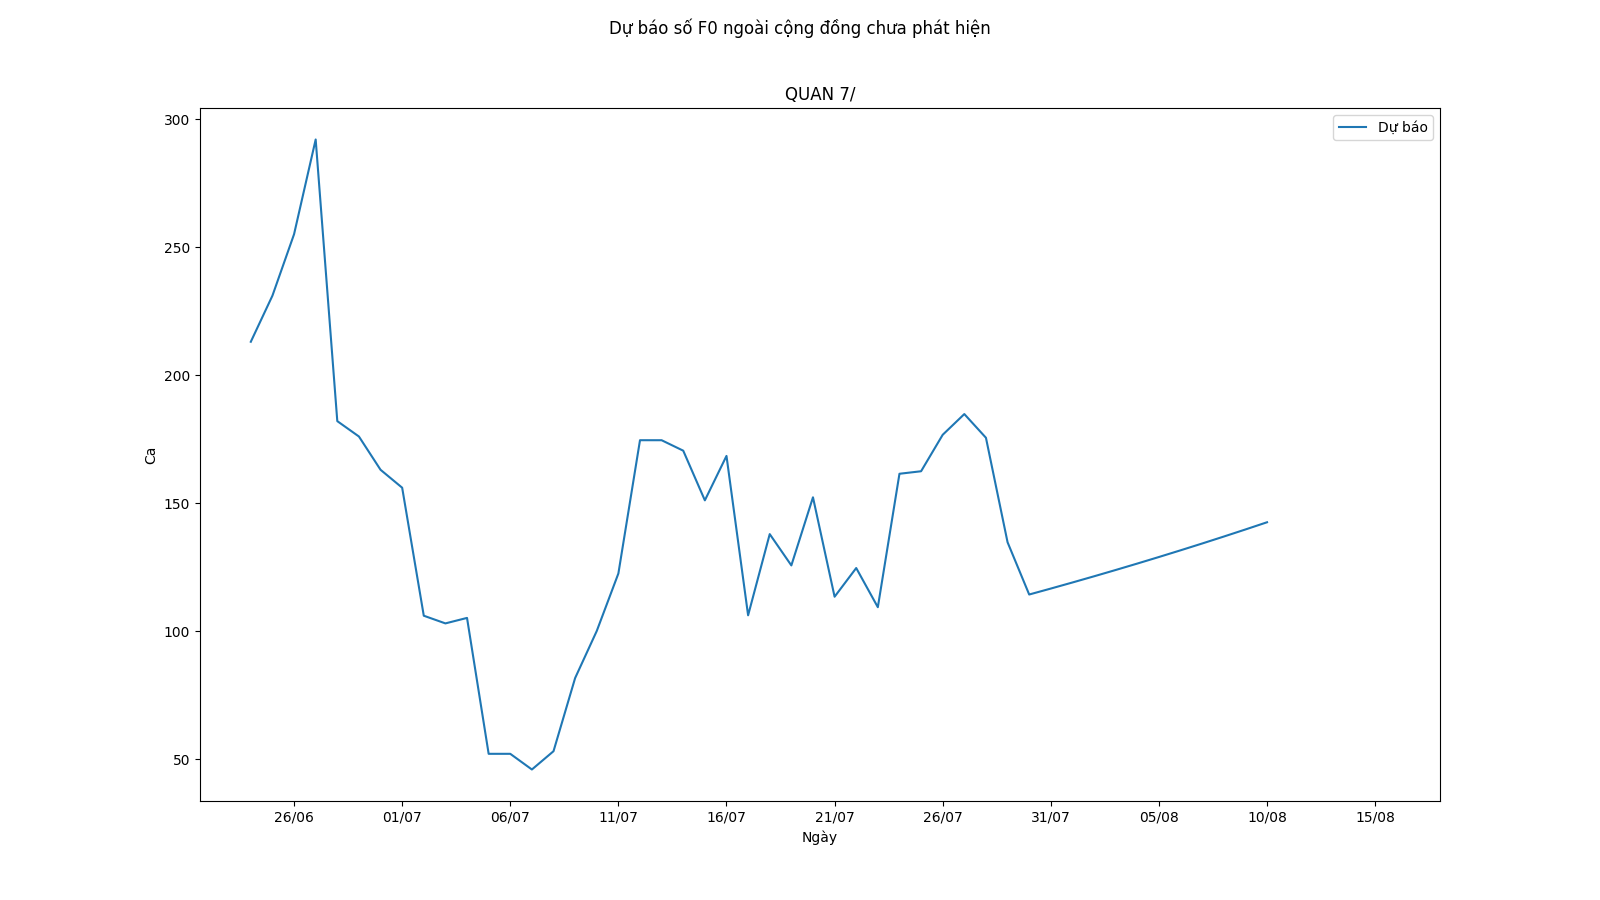 Dự báo số F0 ngoài cộng đồng chưa phát hiện
QUAN 7/
Dự báo
300
250
200
150
100
50
Ca
26/06 01/07 06/07 11/07 16/07 21/07 26/07 31/07 05/08 10/08 15/08
Ngày